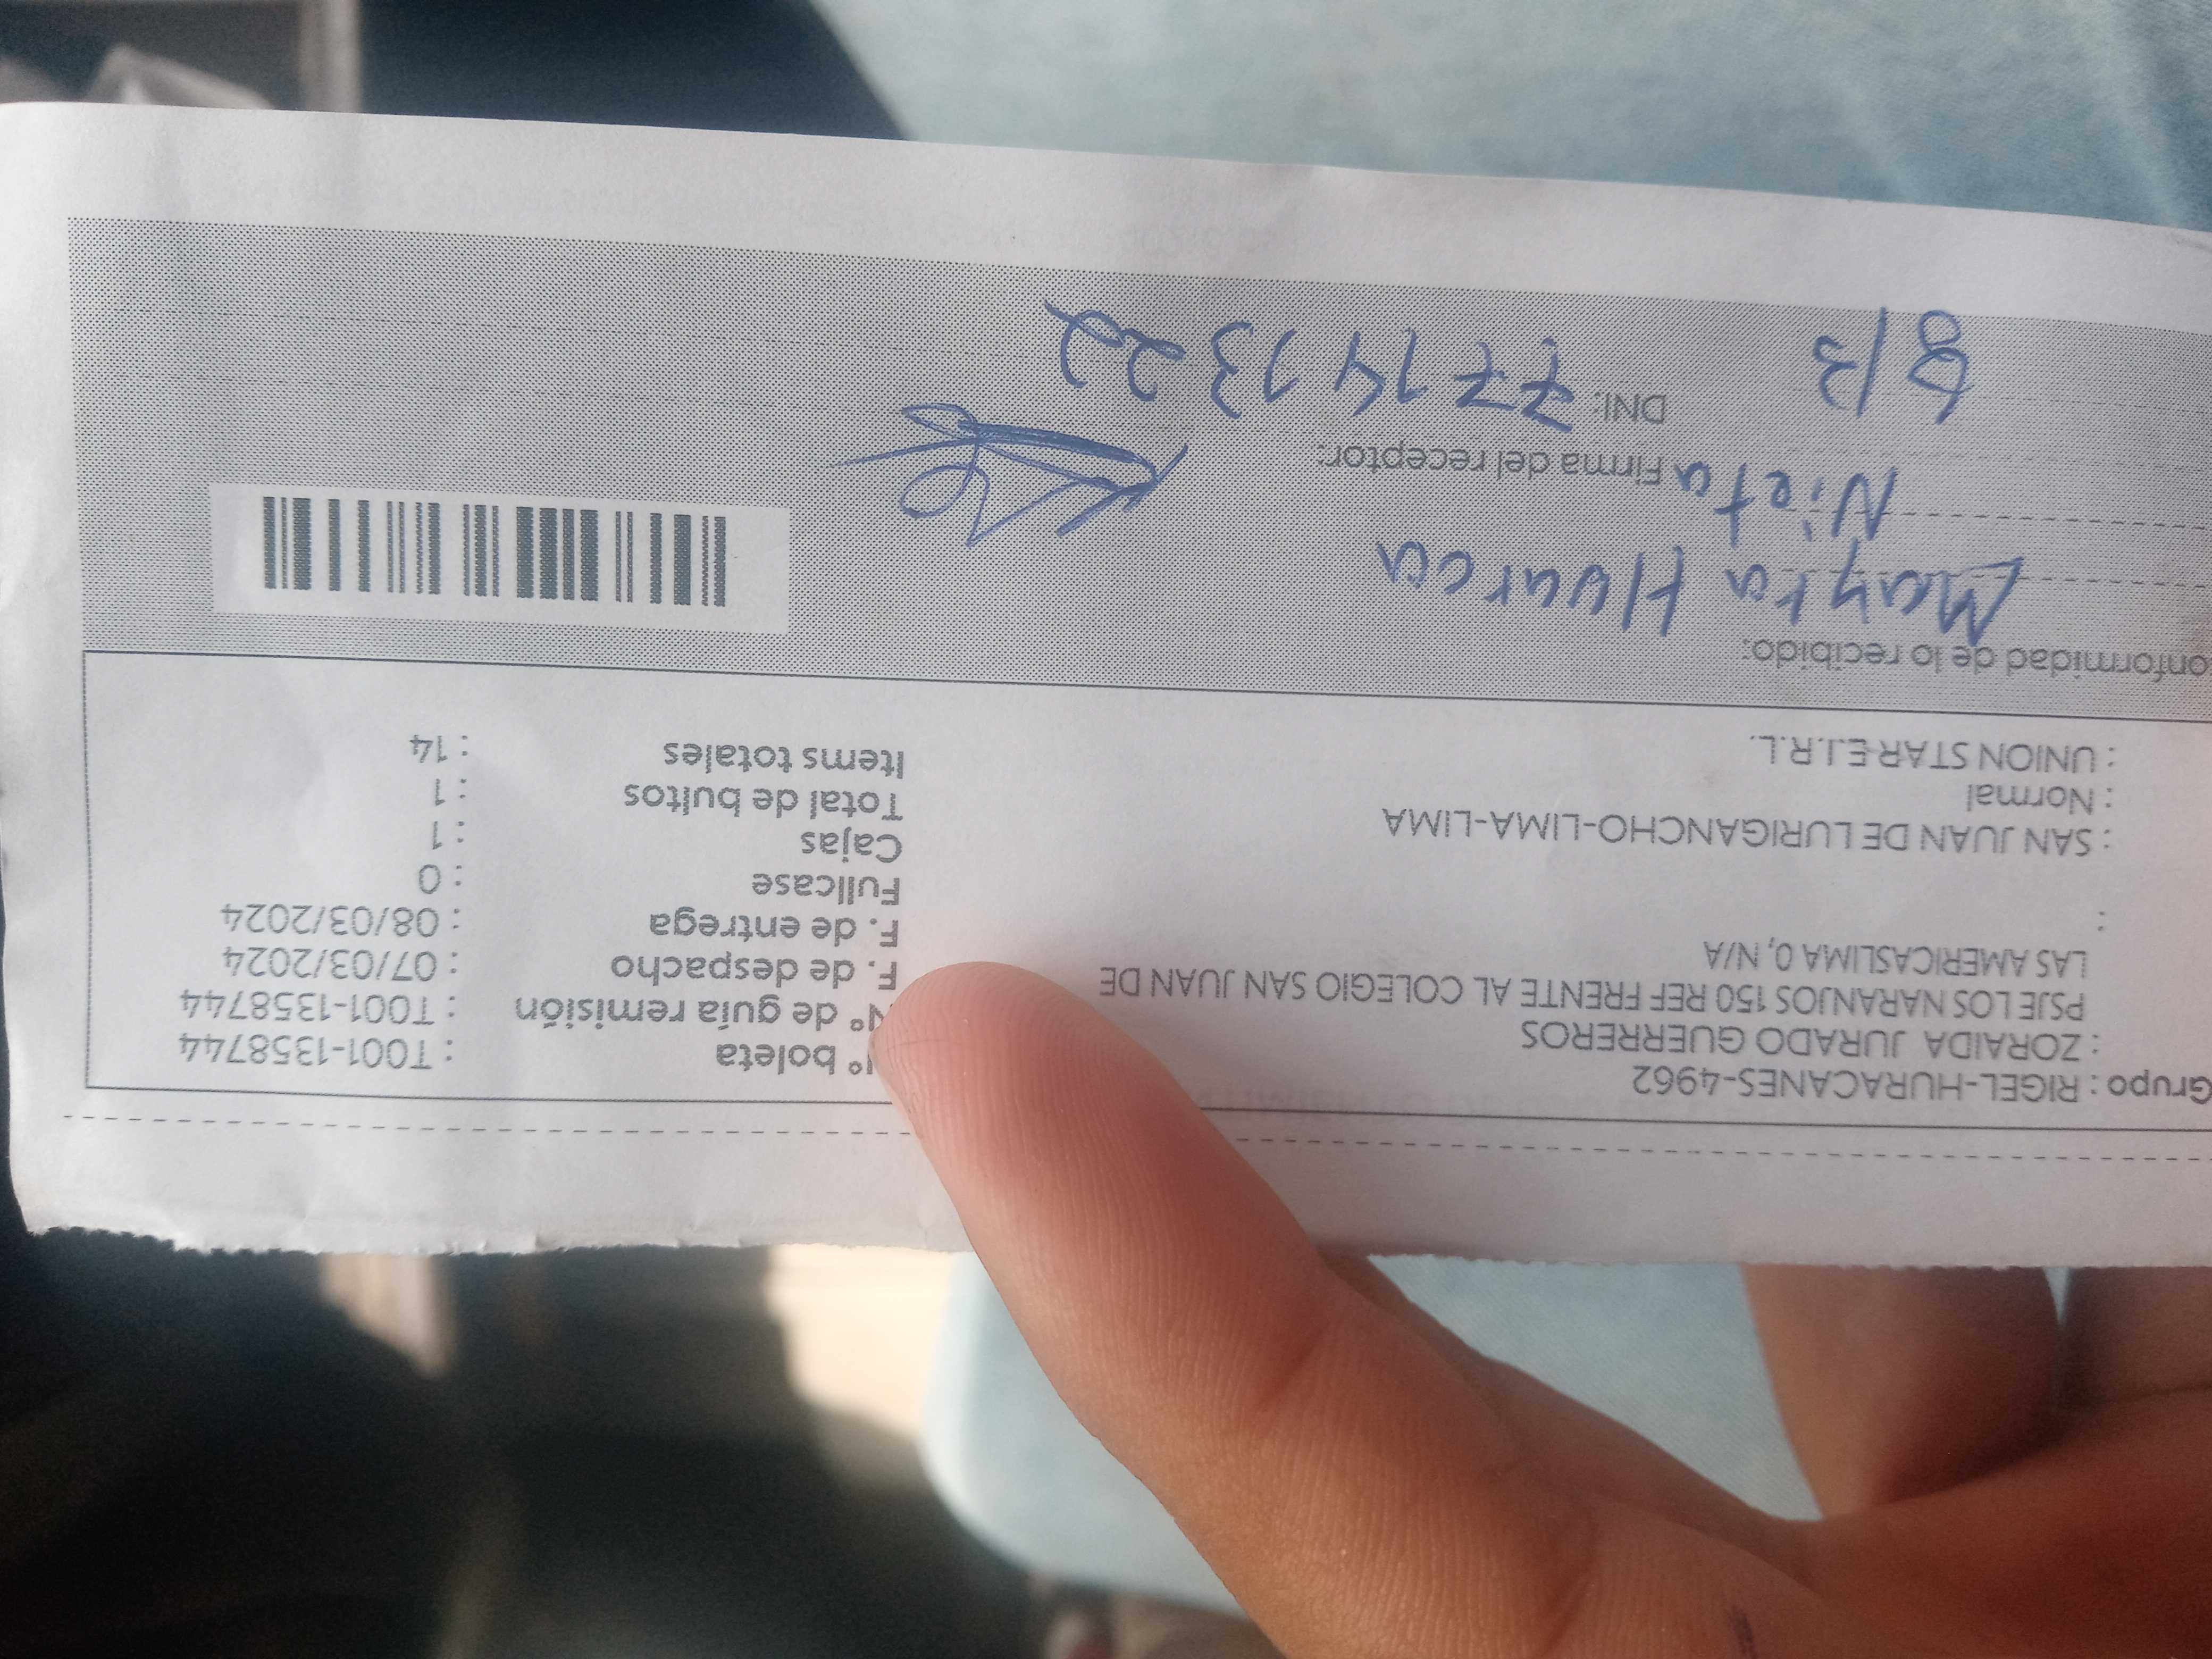 Grupo : RIGEL-HURACANES-4962
: ZORAIDA JURADO GUERREROS
PSJE LOS NARANJOS 150 REF FRENTE AL COLEGIO SAN JUAN DE
LAS AMERICASLIMA 0, N/A
:
: SAN JUAN DE LURIGANCHO-LIMA-LIMA
: Normal
: UNION STAR E.I.R.L.
N° boleta : T001-1358744
N° de guía remisión : T001-1358744
F. de despacho : 07/03/2024
F. de entrega : 08/03/2024
Fullcase : 0
Cajas : 1
Total de bultos : 1
Items totales : 14
onformidad de lo recibido:
Mayra Huarca
Nieta
Firma del receptor:
8/3
DNI: